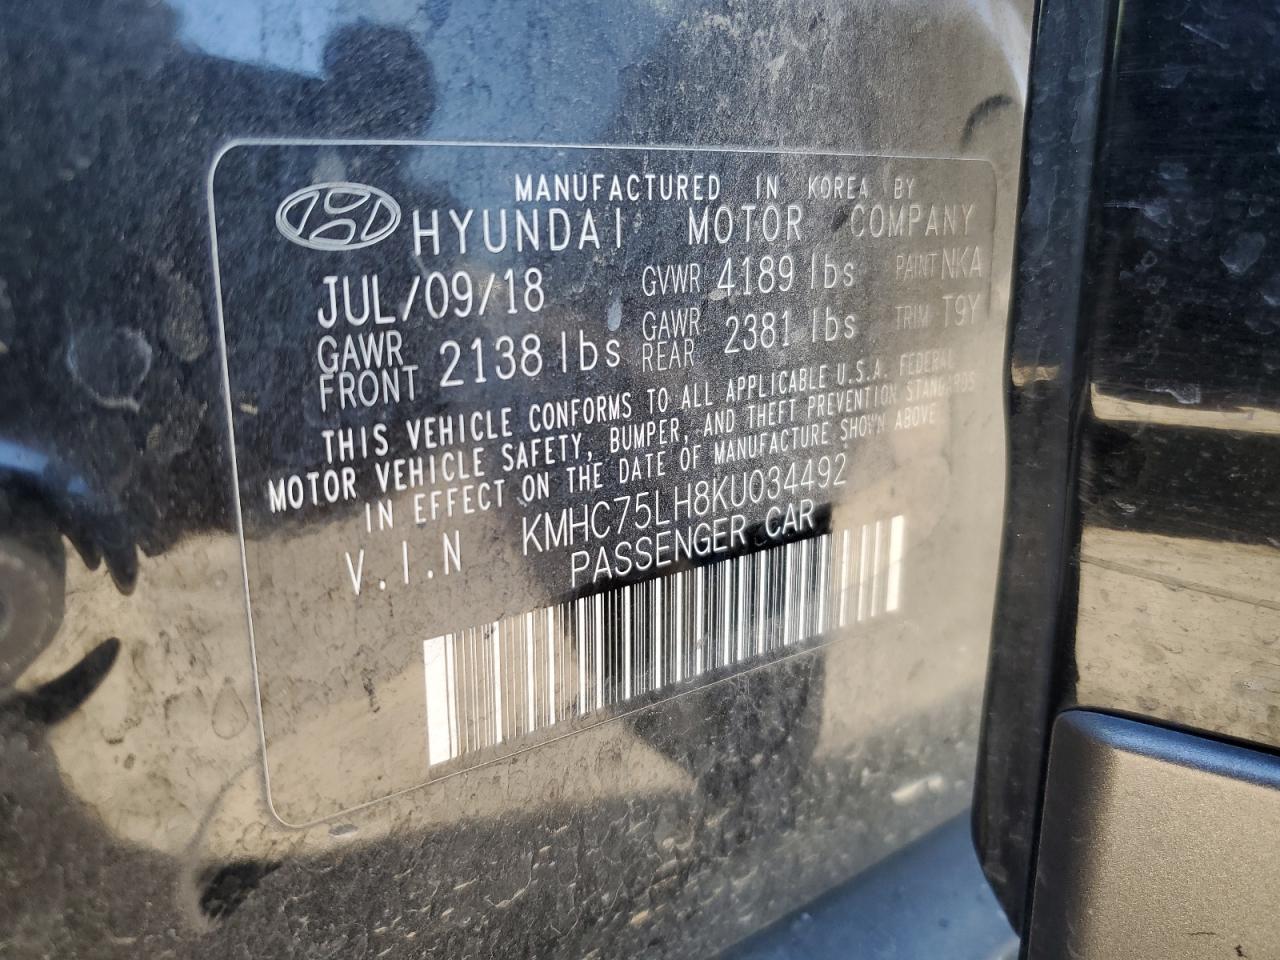 MANUFACTURED IN KOREA BY
HYUNDAI MOTOR COMPANY
JUL/09/18 GVWR 4189 lbs PAINT NKA
GAWR FRONT 2138 lbs GAWR REAR 2381 lbs TRIM T9Y
THIS VEHICLE CONFORMS TO ALL APPLICABLE U.S.A. FEDERAL
MOTOR VEHICLE SAFETY, BUMPER, AND THEFT PREVENTION STANDARDS
IN EFFECT ON THE DATE OF MANUFACTURE SHOWN ABOVE
V.I.N KMHC75LH8KU034492
PASSENGER CAR